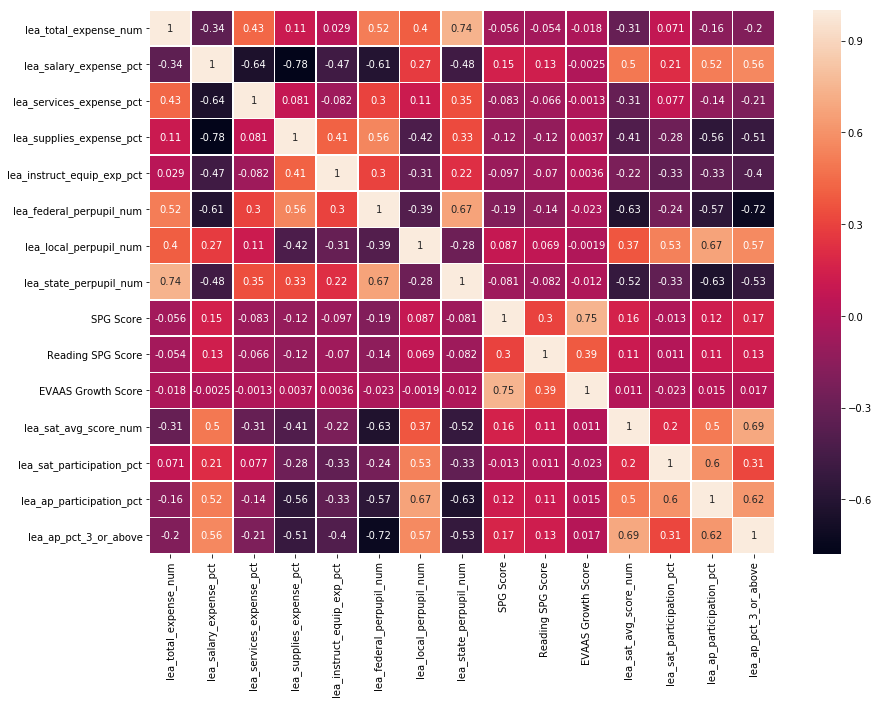 lea_total_expense_num 1 -0.34 0.43 0.11 0.029 0.52 0.4 0.74 -0.056 -0.054 -0.018 -0.31 0.071 -0.16 -0.2
lea_salary_expense_pct -0.34 1 -0.64 -0.78 -0.47 -0.61 0.27 -0.48 0.15 0.13 -0.0025 0.5 0.21 0.52 0.56
lea_services_expense_pct 0.43 -0.64 1 0.081 -0.082 0.3 0.11 0.35 -0.083 -0.066 -0.0013 -0.31 0.077 -0.14 -0.21
lea_supplies_expense_pct 0.11 -0.78 0.081 1 0.41 0.56 -0.42 0.33 -0.12 -0.12 0.0037 -0.41 -0.28 -0.56 -0.51
lea_instruct_equip_exp_pct 0.029 -0.47 -0.082 0.41 1 0.3 -0.31 0.22 -0.097 -0.07 0.0036 -0.22 -0.33 -0.33 -0.4
lea_federal_perpupil_num 0.52 -0.61 0.3 0.56 0.3 1 -0.39 0.67 -0.19 -0.14 -0.023 -0.63 -0.24 -0.57 -0.72
lea_local_perpupil_num 0.4 0.27 0.11 -0.42 -0.31 -0.39 1 -0.28 0.087 0.069 -0.0019 0.37 0.53 0.67 0.57
lea_state_perpupil_num 0.74 -0.48 0.35 0.33 0.22 0.67 -0.28 1 -0.081 -0.082 -0.012 -0.52 -0.33 -0.63 -0.53
SPG Score -0.056 0.15 -0.083 -0.12 -0.097 -0.19 0.087 -0.081 1 0.3 0.75 0.16 -0.013 0.12 0.17
Reading SPG Score -0.054 0.13 -0.066 -0.12 -0.07 -0.14 0.069 -0.082 0.3 1 0.39 0.11 0.011 0.11 0.13
EVAAS Growth Score -0.018 -0.0025 -0.0013 0.0037 0.0036 -0.023 -0.0019 -0.012 0.75 0.39 1 0.011 -0.023 0.015 0.017
lea_sat_avg_score_num -0.31 0.5 -0.31 -0.41 -0.22 -0.63 0.37 -0.52 0.16 0.11 0.011 1 0.2 0.5 0.69
lea_sat_participation_pct 0.071 0.21 0.077 -0.28 -0.33 -0.24 0.53 -0.33 -0.013 0.011 -0.023 0.2 1 0.6 0.31
lea_ap_participation_pct -0.16 0.52 -0.14 -0.56 -0.33 -0.57 0.67 -0.63 0.12 0.11 0.015 0.5 0.6 1 0.62
lea_ap_pct_3_or_above -0.2 0.56 -0.21 -0.51 -0.4 -0.72 0.57 -0.53 0.17 0.13 0.017 0.69 0.31 0.62 1
lea_total_expense_num
lea_salary_expense_pct
lea_services_expense_pct
lea_supplies_expense_pct
lea_instruct_equip_exp_pct
lea_federal_perpupil_num
lea_local_perpupil_num
lea_state_perpupil_num
SPG Score
Reading SPG Score
EVAAS Growth Score
lea_sat_avg_score_num
lea_sat_participation_pct
lea_ap_participation_pct
lea_ap_pct_3_or_above
0.9
0.6
0.3
0.0
−0.3
−0.6